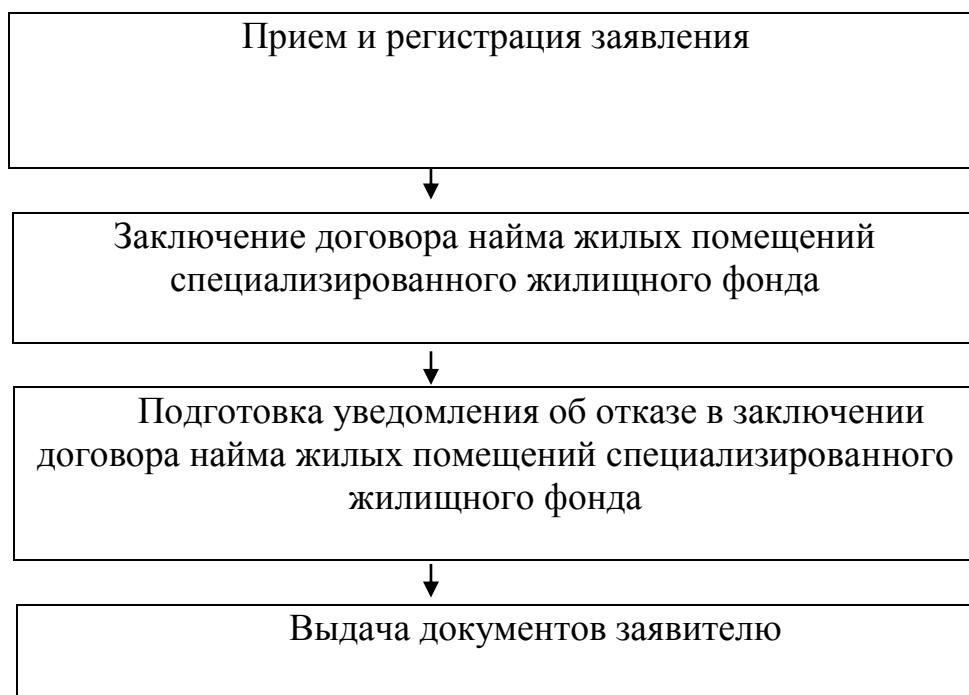 Прием и регистрация заявления
Заключение договора найма жилых помещений
специализированного жилищного фонда
Подготовка уведомления об отказе в заключении
договора найма жилых помещений специализированного
жилищного фонда
Выдача документов заявителю